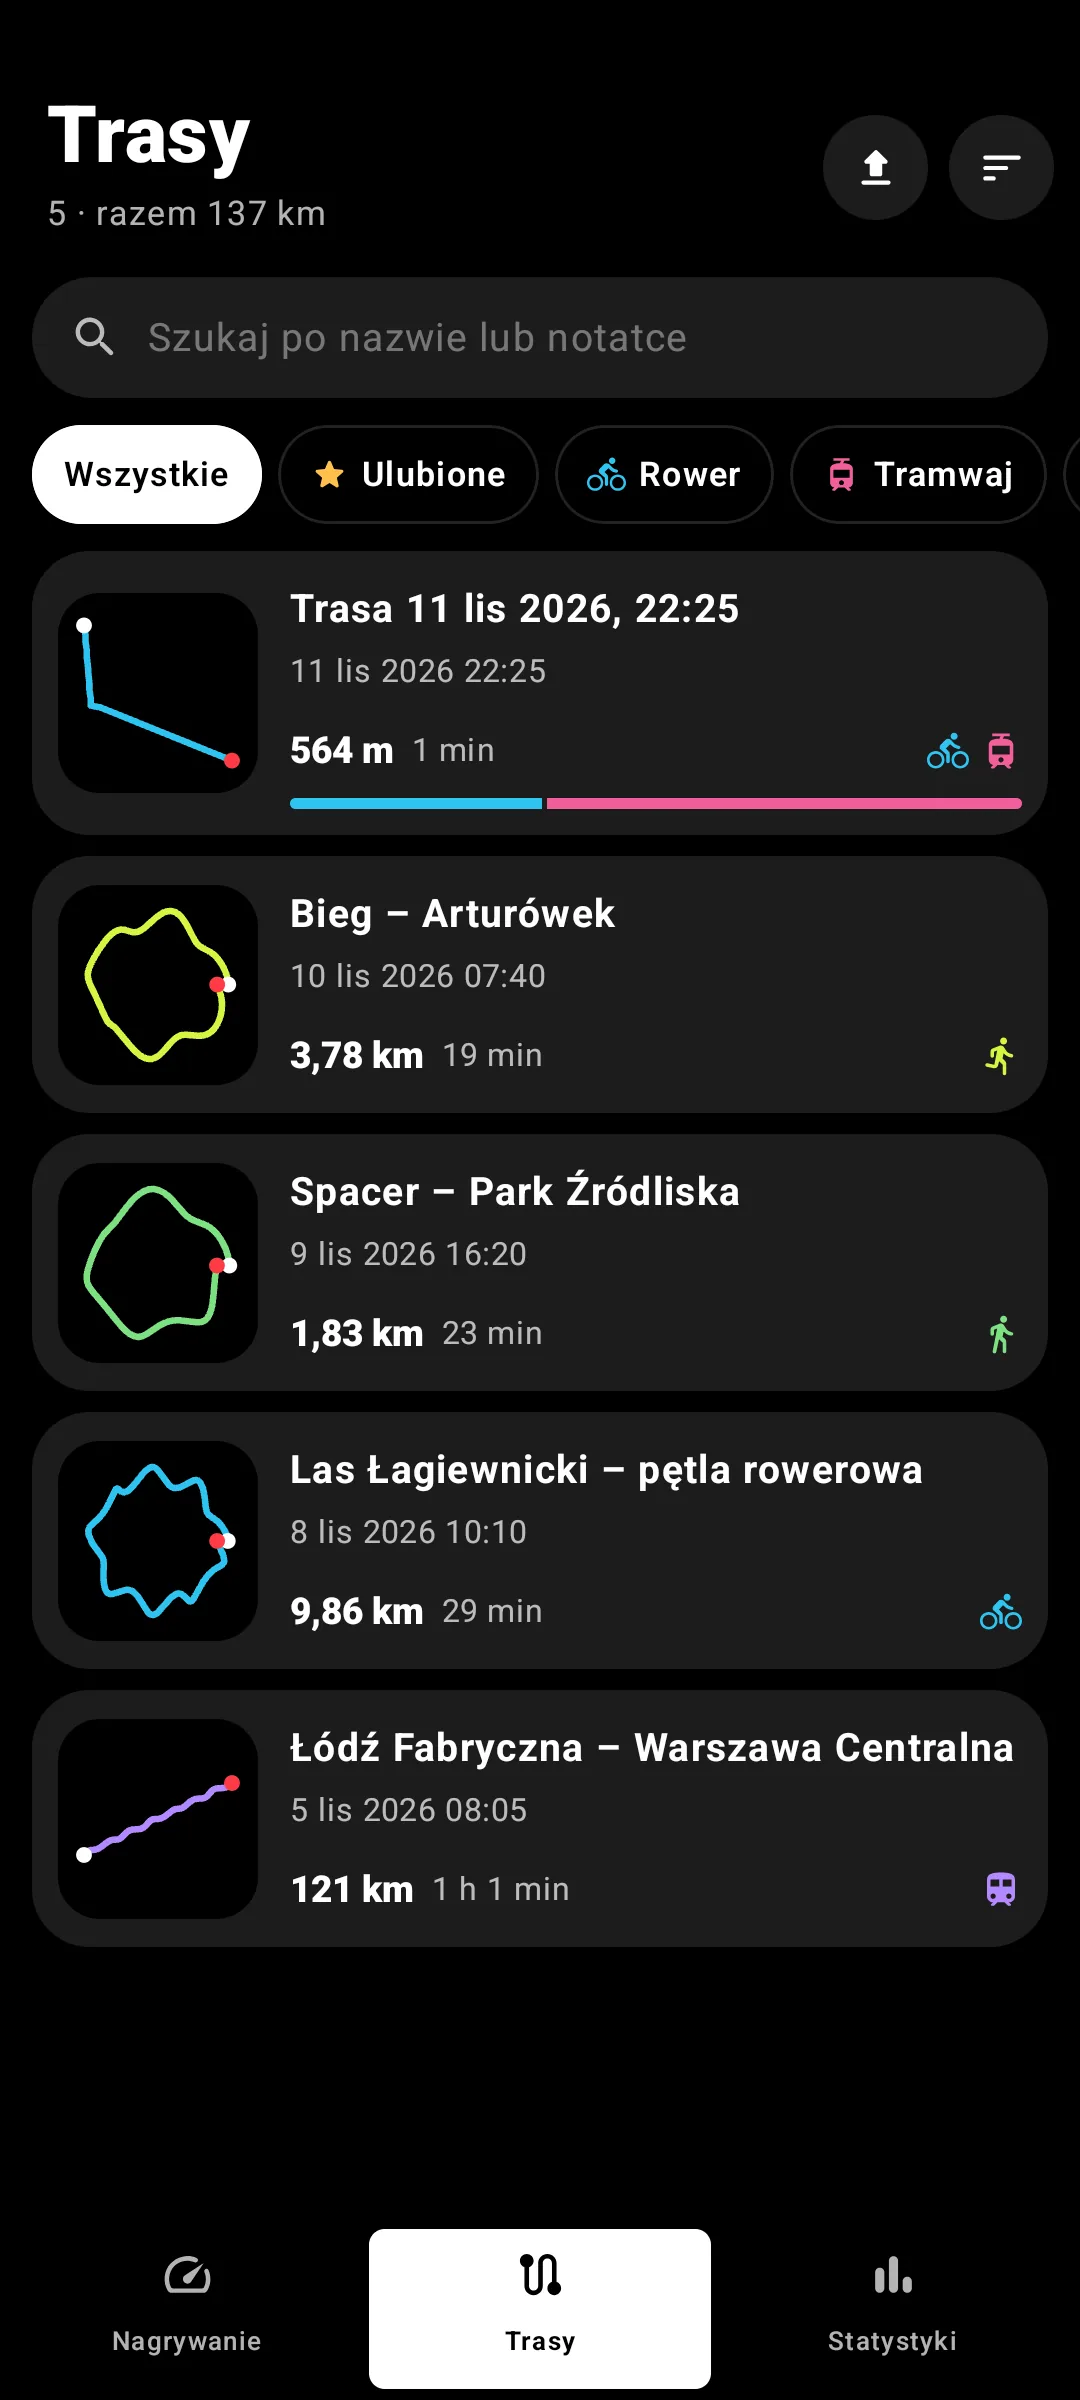 Trasy
5 · razem 137 km
Szukaj po nazwie lub notatce
Wszystkie
Ulubione
Rower
Tramwaj
Trasa 11 lis 2026, 22:25
11 lis 2026 22:25
564 m 1 min
Bieg – Arturówek
10 lis 2026 07:40
3,78 km 19 min
Spacer – Park Źródliska
9 lis 2026 16:20
1,83 km 23 min
Las Łagiewnicki – pętla rowerowa
8 lis 2026 10:10
9,86 km 29 min
Łódź Fabryczna – Warszawa Centralna
5 lis 2026 08:05
121 km 1 h 1 min
Nagrywanie
Trasy
Statystyki